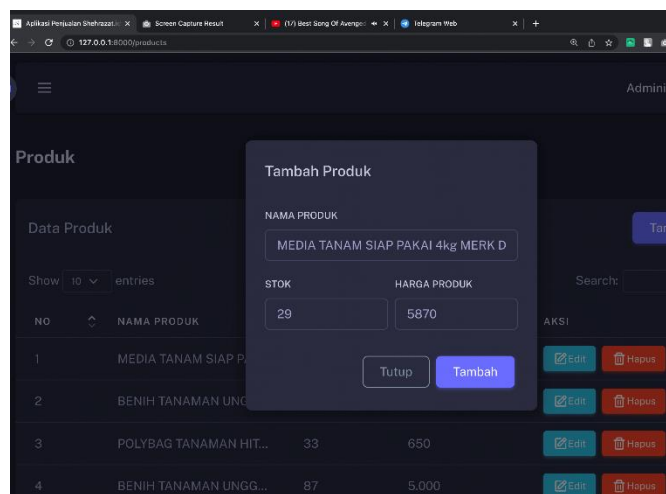 Aplikasi Penjualan Shehrazat.i
Screen Capture Result
(17) Best Song Of Avenge
Telegram Web
127.0.0.1:8000/products
Admini
Produk
Tambah Produk
Data Produk
NAMA PRODUK
MEDIA TANAM SIAP PAKAI 4kg MERK D
Show 10 entries
Search:
STOK HARGA PRODUK
29 5870
NO NAMA PRODUK AKSI
Tutup Tambah
1 MEDIA TANAM SIAP PA Edit Hapus
2 BENIH TANAMAN UNG Edit Hapus
3 POLYBAG TANAMAN HIT... 33 650 Edit Hapus
4 BENIH TANAMAN UNGG... 87 5.000 Edit Hapus